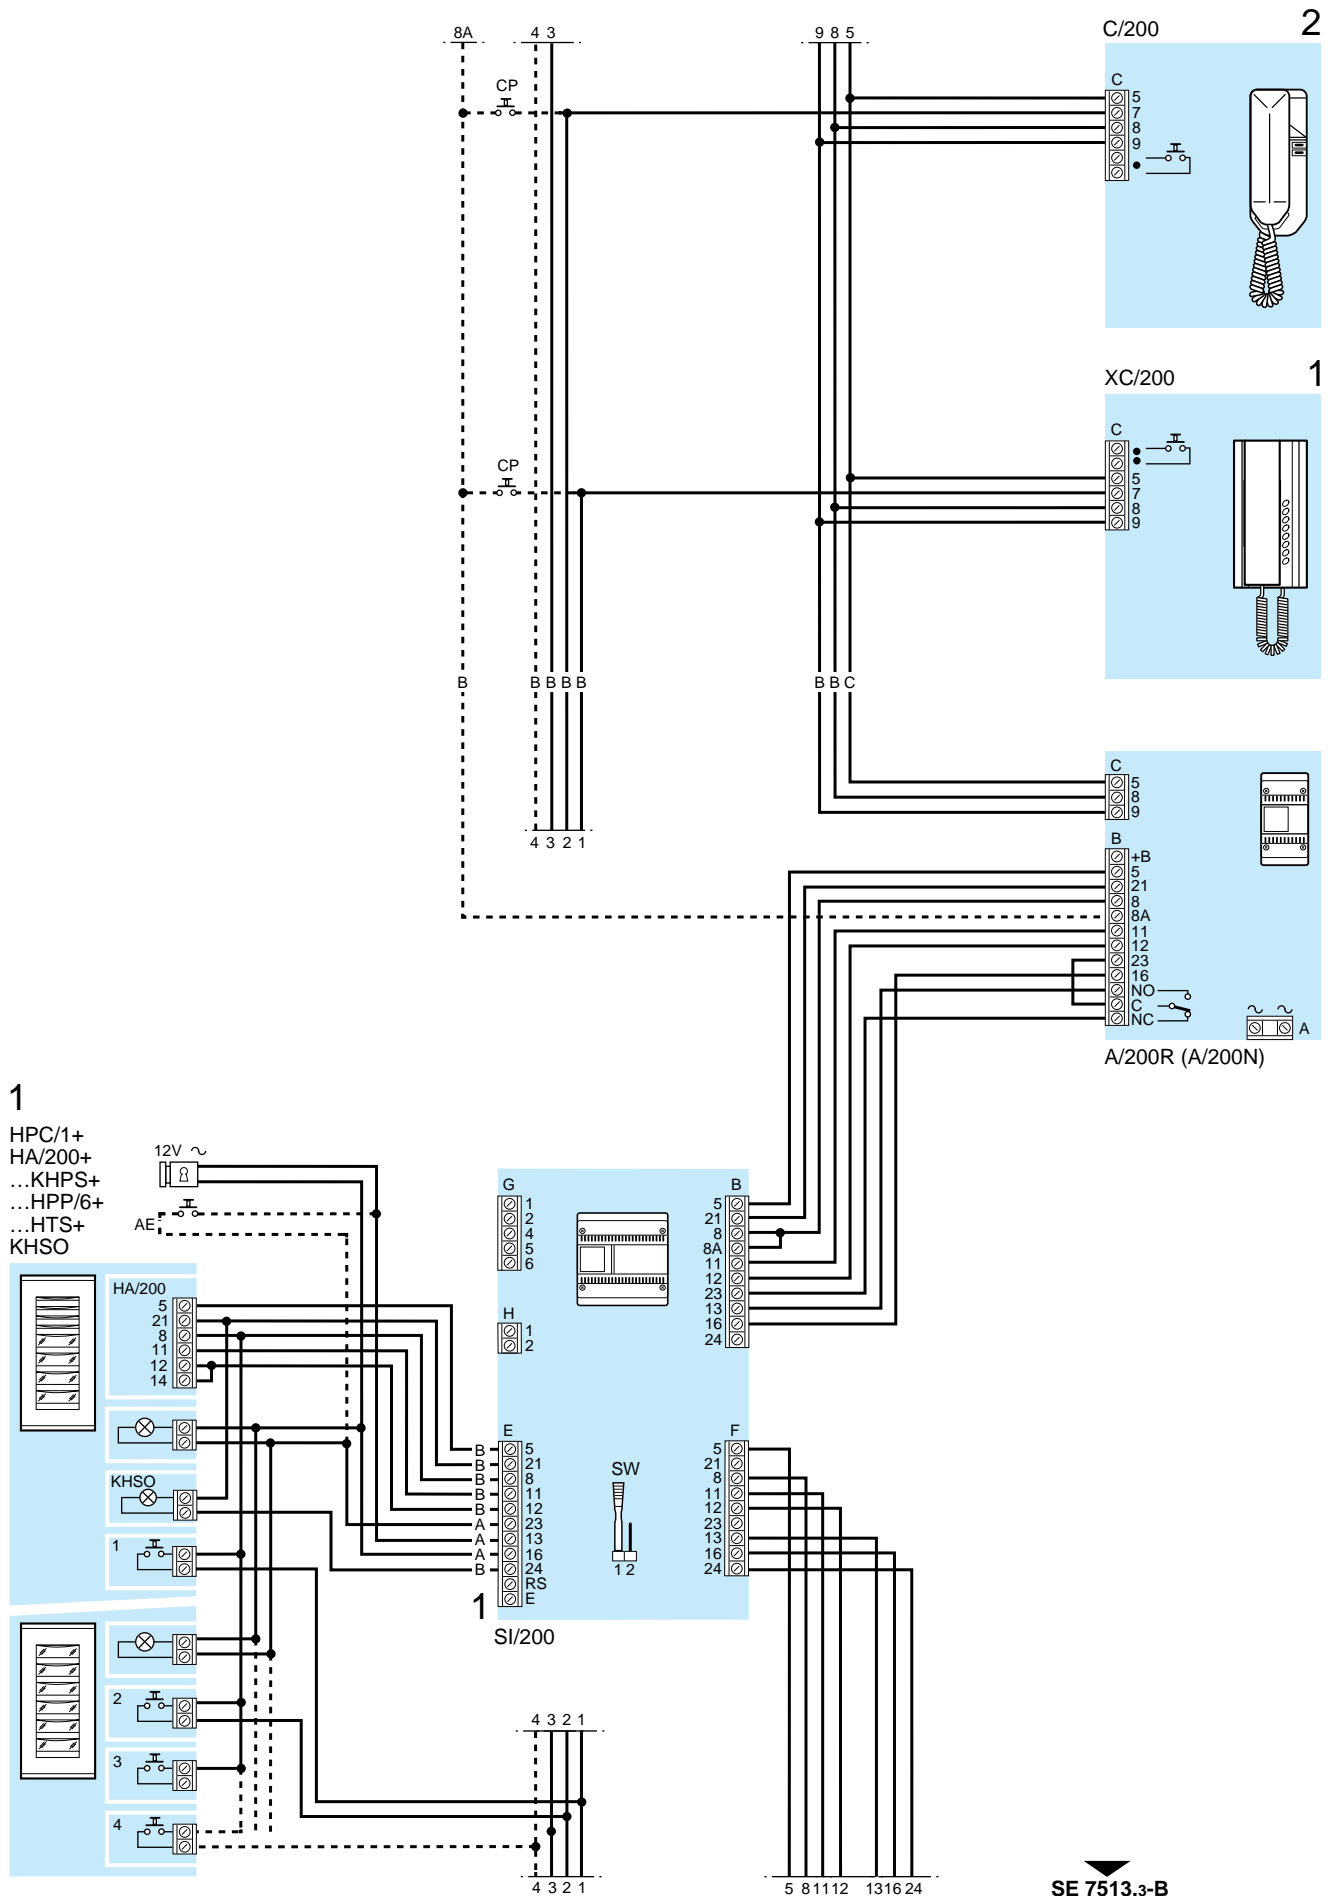 8A
4 3
9 8 5
C/200
2
CP
C
5
7
8
9
XC/200
1
CP
C
5
7
8
9
B
B B B B
B B C
C
5
8
9
4 3 2 1
B
+B
5
21
8
8A
11
12
23
16
NO
C
NC
A
A/200R (A/200N)
1
HPC/1+
HA/200+
...KHPS+
...HPP/6+
...HTS+
KHSO
12V ~
AE
G
1
2
4
5
6
B
5
21
8
8A
11
12
23
13
16
24
H
1
2
HA/200
5
21
8
11
12
14
E
B 5
B 21
B 8
B 11
B 12
A 23
A 13
A 16
B 24
RS
E
SW
1 2
F
5
21
8
11
12
23
13
16
24
KHSO
1
1
SI/200
2
3
4
4 3 2 1
4 3 2 1
5 8 11 12 13 16 24
SE 7513.3-B